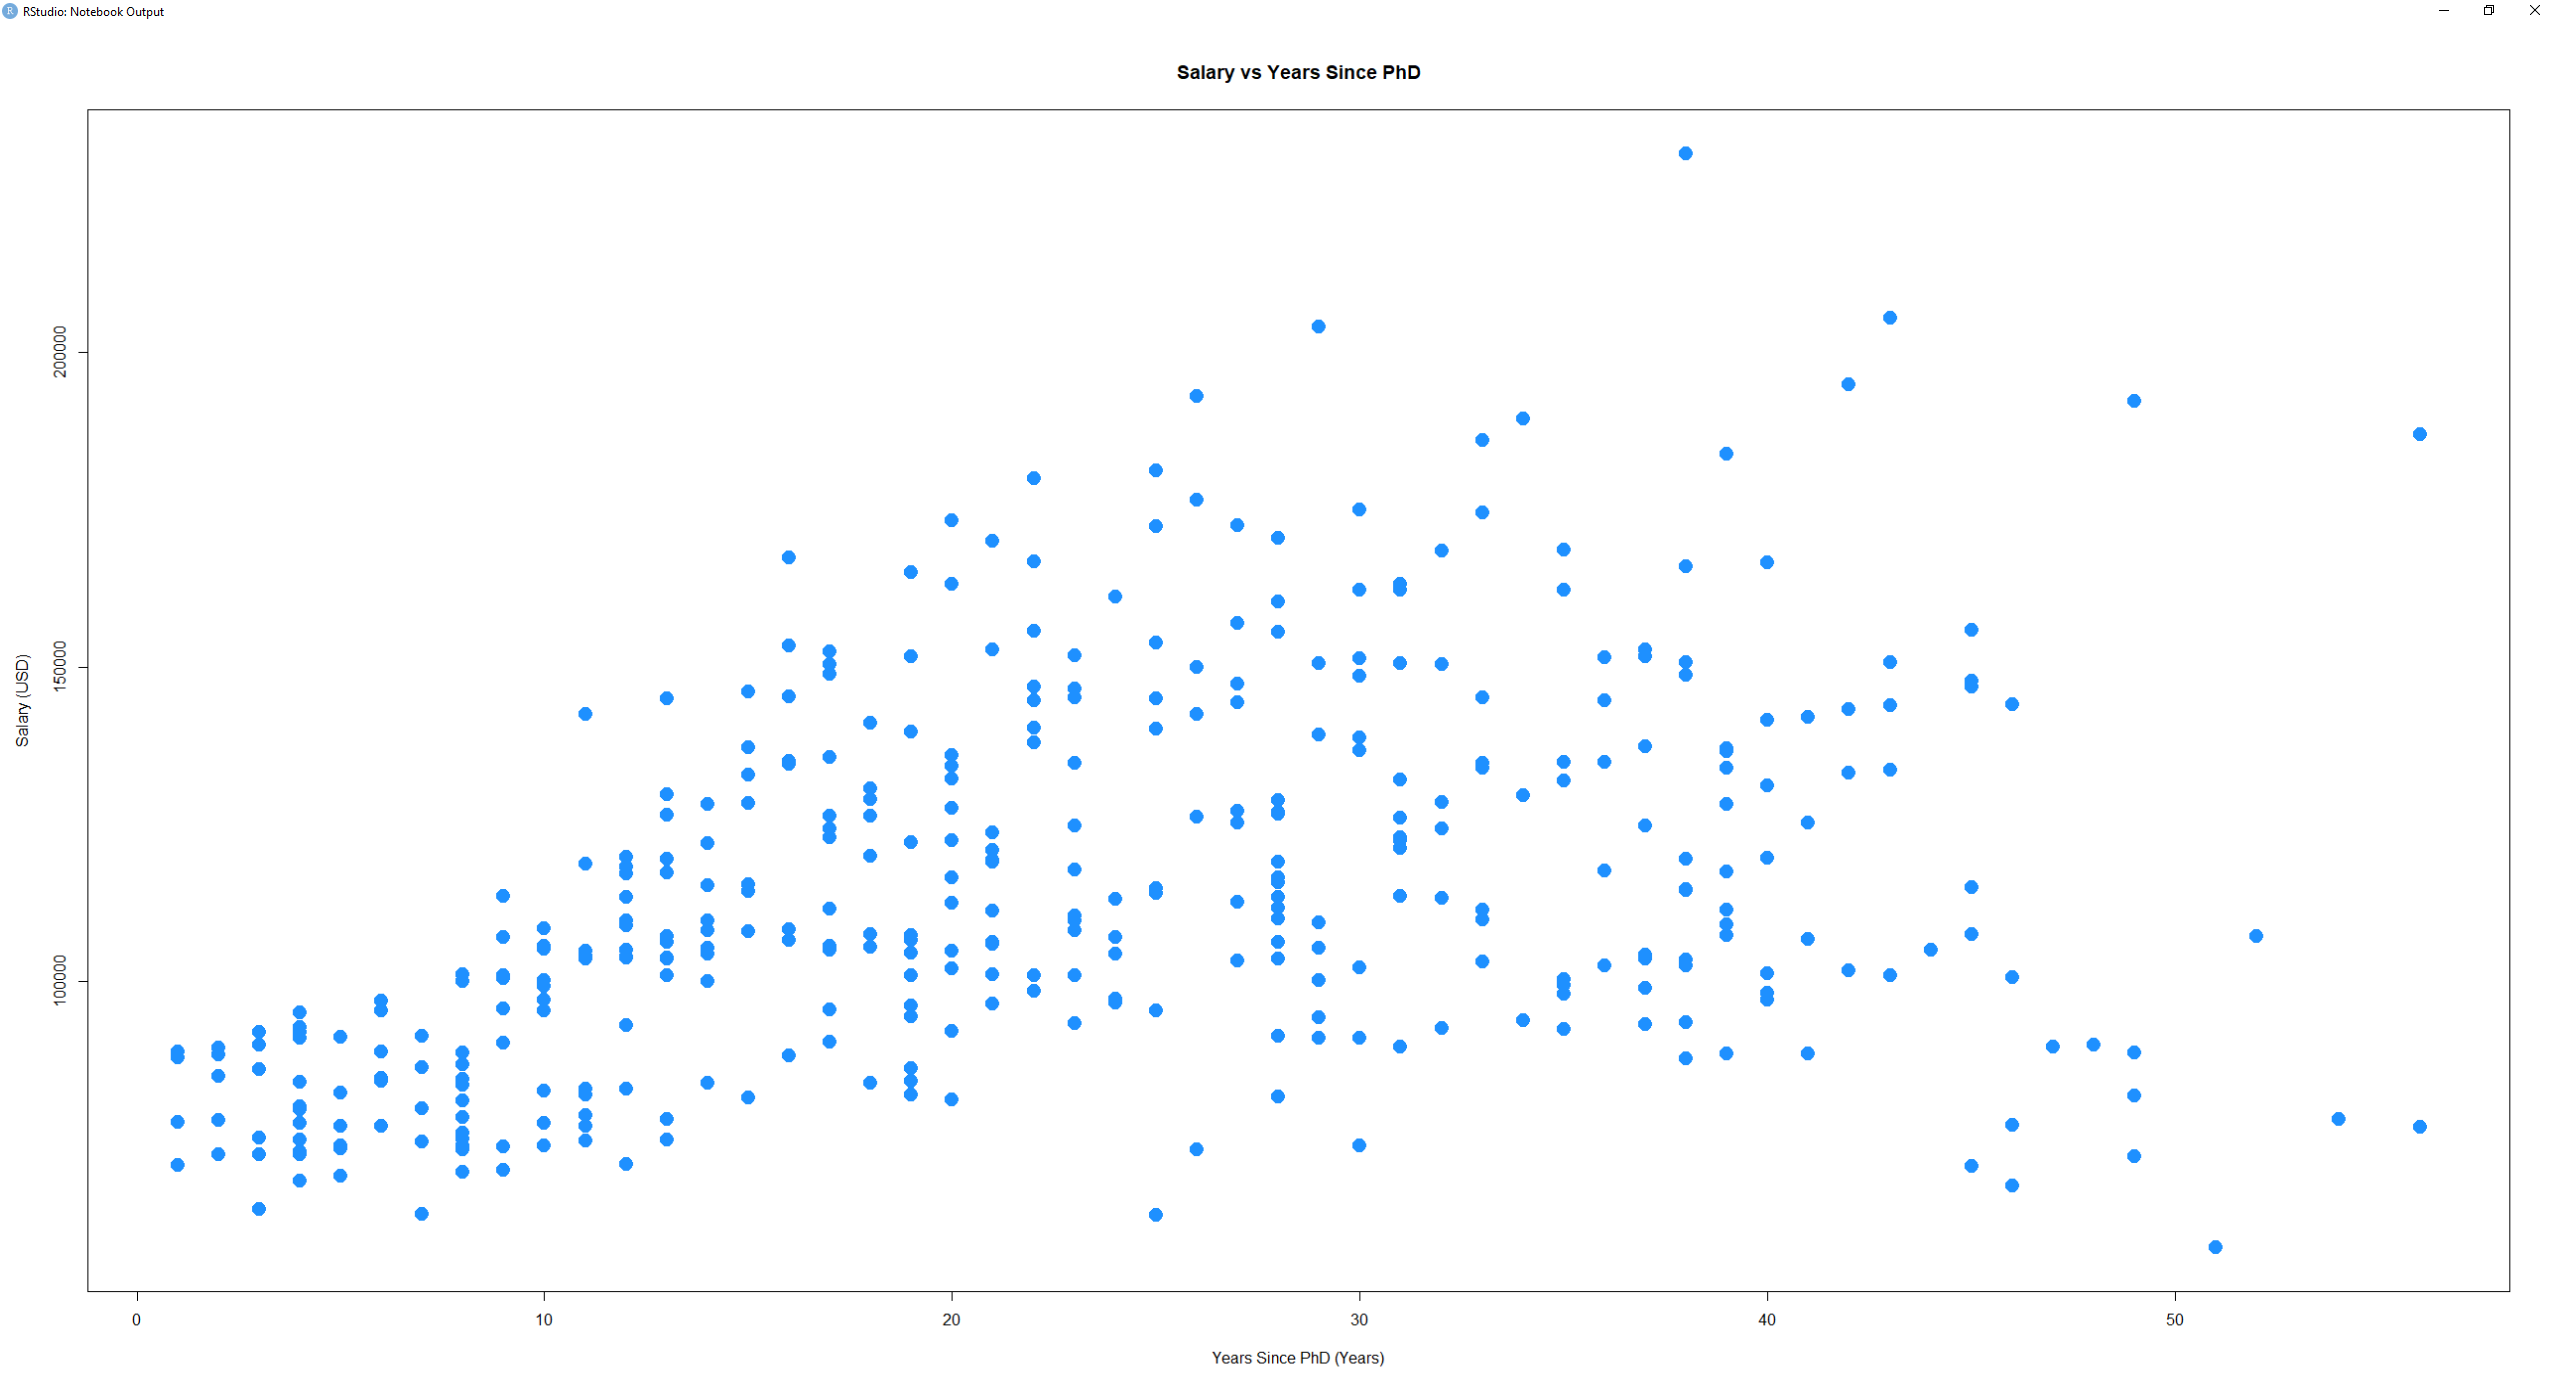 R RStudio: Notebook Output
Salary vs Years Since PhD
Salary (USD)
200000
150000
100000
0 10 20 30 40 50
Years Since PhD (Years)